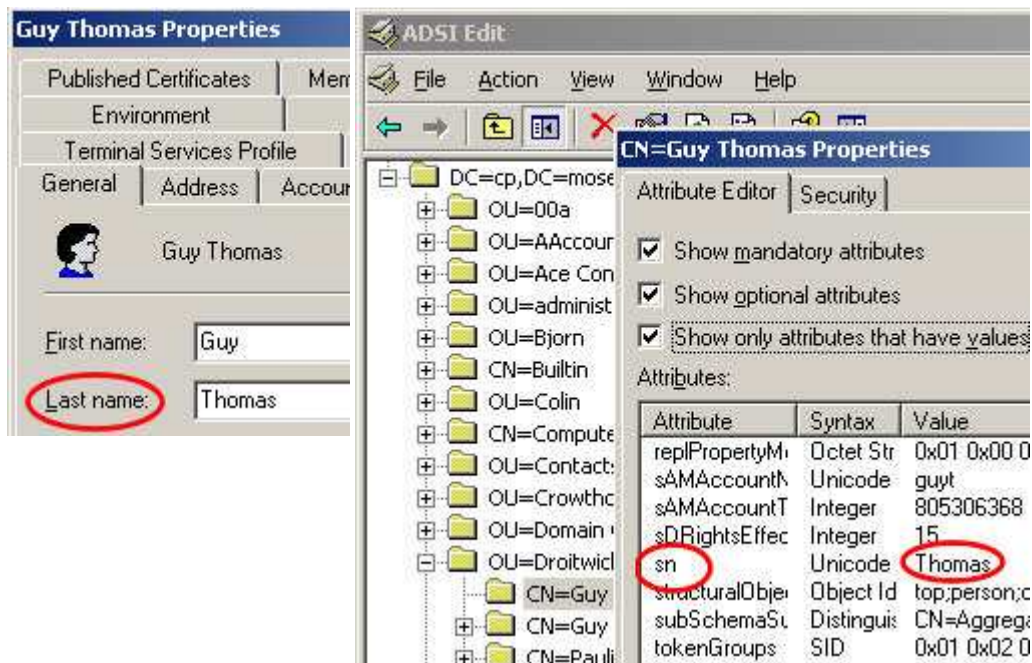 Guy Thomas Properties
Published Certificates Mem
Environment
Terminal Services Profile
General Address Accoun
Guy Thomas
First name: Guy
Last name: Thomas
ADSI Edit
File Action View Window Help
DC=cp,DC=mose
OU=00a
OU=AAccour
OU=Ace Con
OU=administ
OU=Bjorn
CN=Builtin
OU=Colin
CN=Compute
OU=Contact:
OU=Crowtho
OU=Domain
OU=Droitwicl
CN=Guy
CN=Guy
CN=Pauli
CN=Guy Thomas Properties
Attribute Editor Security
Show mandatory attributes
Show optional attributes
Show only attributes that have values
Attributes:
Attribute Syntax Value
replPropertyM Octet Str 0x01 0x00 0
sAMAccountN Unicode guyt
sAMAccountT Integer 805306368
sDRightsEffec Integer 15
sn Unicode Thomas
structuralObje Object Id top;person;o
subSchemaSu Distinguis CN=Aggrega
tokenGroups SID 0x01 0x02 0